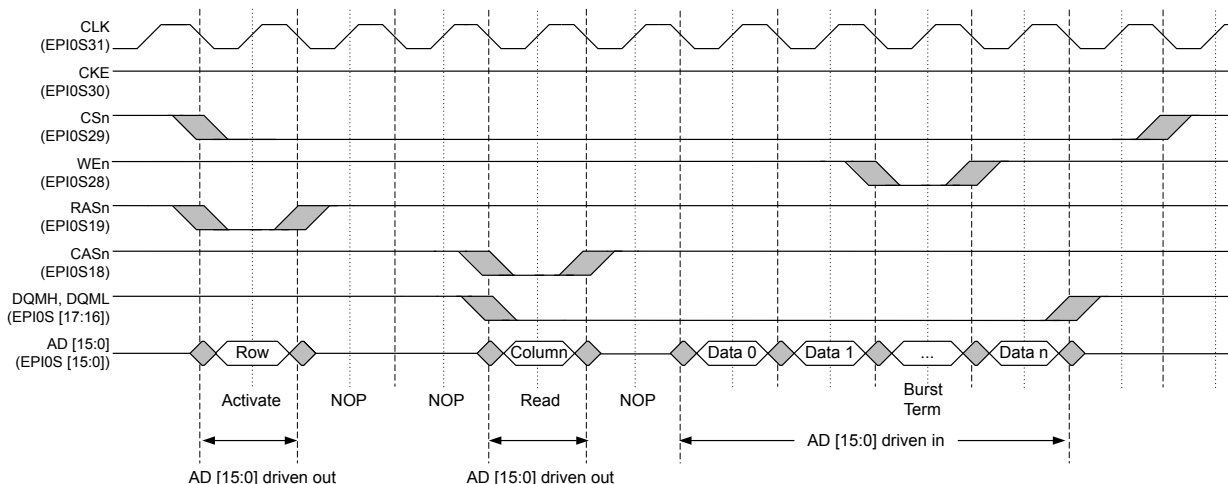 CLK
(EPI0S31)
CKE
(EPI0S30)
CSn
(EPI0S29)
WEn
(EPI0S28)
RASn
(EPI0S19)
CASn
(EPI0S18)
DQMH, DQML
(EPI0S [17:16])
AD [15:0]
(EPI0S [15:0])
Row Column Data 0 Data 1 ... Data n
Activate NOP NOP Read NOP Burst
Term
AD [15:0] driven in
AD [15:0] driven out AD [15:0] driven out